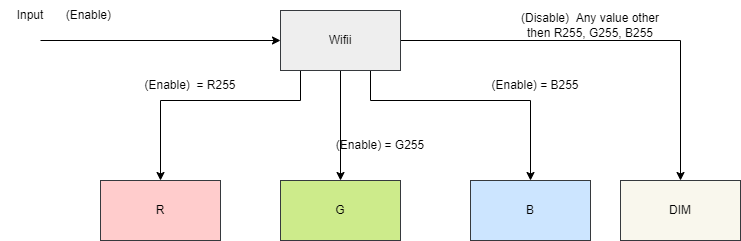 Input (Enable)
Wifii
(Disable) Any value other
then R255, G255, B255
(Enable) = R255
(Enable) = B255
(Enable) = G255
R
G
B
DIM